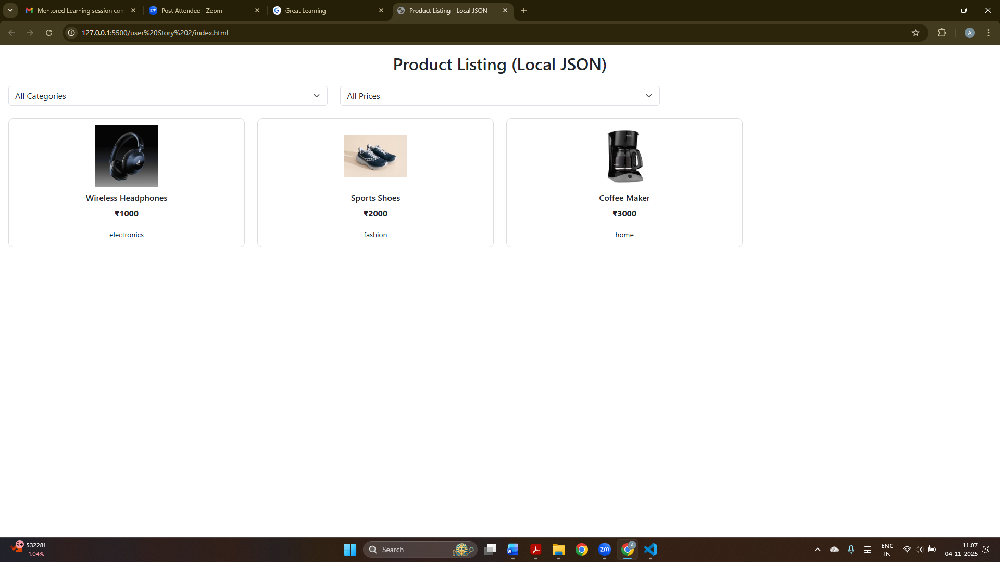 Mentored Learning session con
Post Attendee - Zoom
Great Learning
Product Listing - Local JSON
127.0.0.1:5500/user%20Story%202/index.html
A
Product Listing (Local JSON)
All Categories
All Prices
Wireless Headphones
₹1000
electronics
Sports Shoes
₹2000
fashion
Coffee Maker
₹3000
home
9+
532281
-1.04%
Search
zm
A
ENG
IN
11:07
04-11-2025